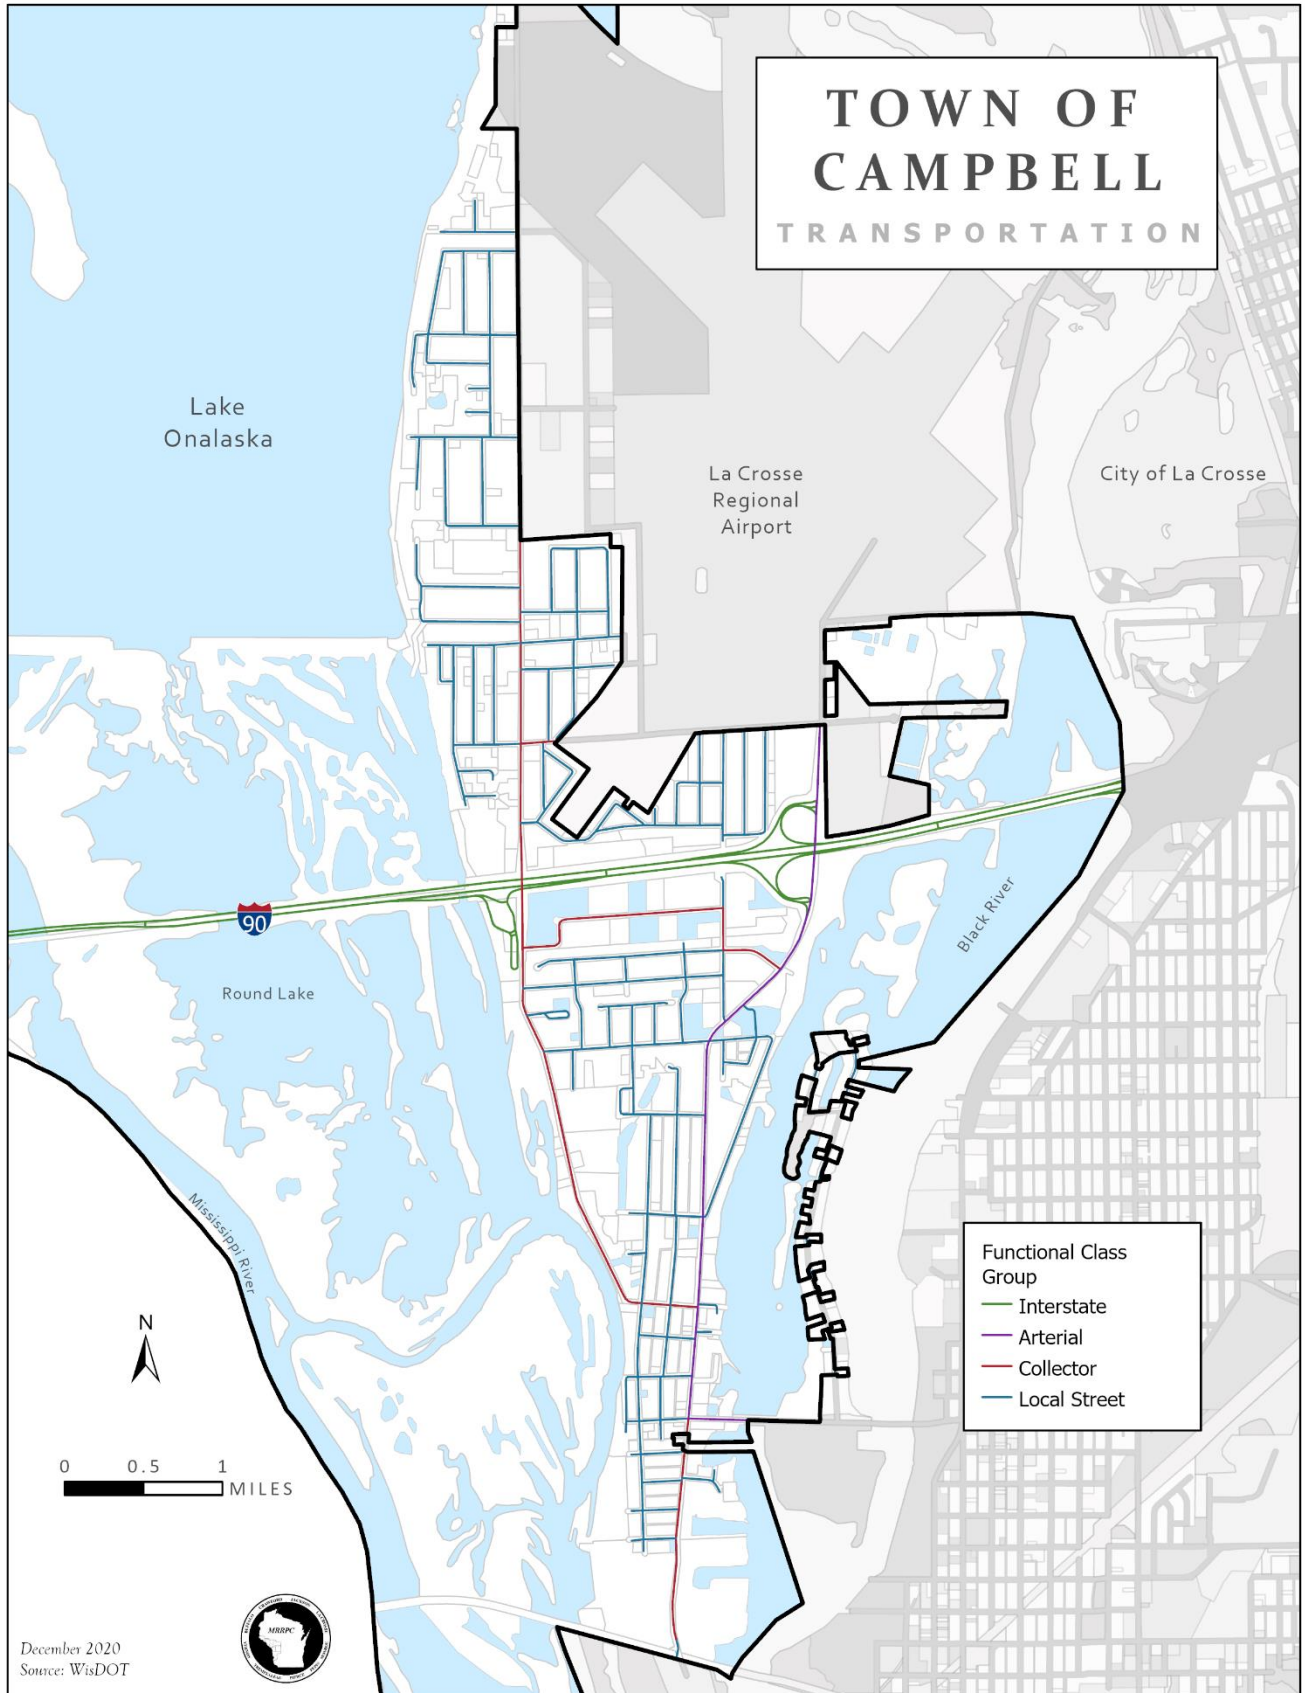 TOWN OF
CAMPBELL
TRANSPORTATION
Lake
Onalaska
La Crosse
Regional
Airport
City of La Crosse
90
Black River
Round Lake
Mississippi River
Functional Class
Group
Interstate
Arterial
Collector
Local Street
N
0 0.5 1
MILES
MRRPC
December 2020
Source: WisDOT